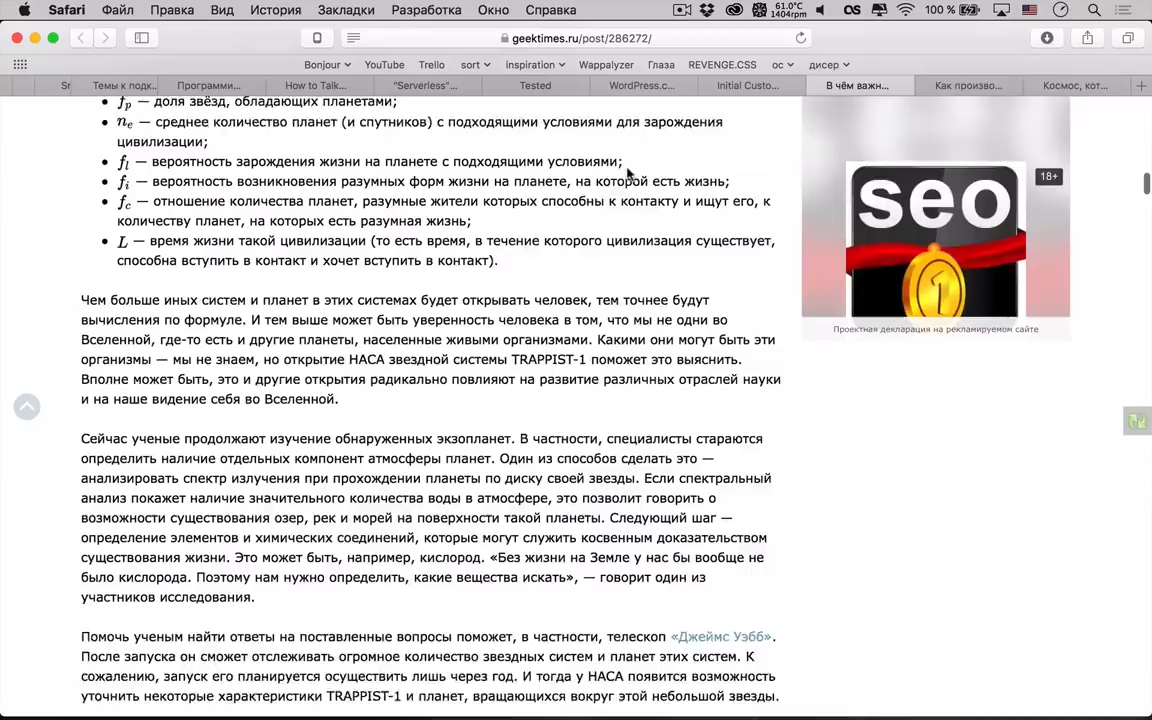 Safari Файл Правка Вид История Закладки Разработка Окно Справка 61.0°C 1404rpm 100 %
geektimes.ru/post/286272/
Bonjour YouTube Trello sort inspiration Wappalyzer Глаза REVENGE.CSS ос дисер
Sr Темы к подк.. Программи... How to Talk... "Serverless"... Tested WordPress.c... Initial Custo... В чём важн... Как произво... Космос, кот...
fp — доля звёзд, обладающих планетами;
ne — среднее количество планет (и спутников) с подходящими условиями для зарождения
цивилизации;
fl — вероятность зарождения жизни на планете с подходящими условиями;
fi — вероятность возникновения разумных форм жизни на планете, на которой есть жизнь;
fc — отношение количества планет, разумные жители которых способны к контакту и ищут его, к
количеству планет, на которых есть разумная жизнь;
L — время жизни такой цивилизации (то есть время, в течение которого цивилизация существует,
способна вступить в контакт и хочет вступить в контакт).
Чем больше иных систем и планет в этих системах будет открывать человек, тем точнее будут
вычисления по формуле. И тем выше может быть уверенность человека в том, что мы не одни во
Вселенной, где-то есть и другие планеты, населенные живыми организмами. Какими они могут быть эти
организмы — мы не знаем, но открытие НАСА звездной системы TRAPPIST-1 поможет это выяснить.
Вполне может быть, это и другие открытия радикально повлияют на развитие различных отраслей науки
и на наше видение себя во Вселенной.
Сейчас ученые продолжают изучение обнаруженных экзопланет. В частности, специалисты стараются
определить наличие отдельных компонент атмосферы планет. Один из способов сделать это —
анализировать спектр излучения при прохождении планеты по диску своей звезды. Если спектральный
анализ покажет наличие значительного количества воды в атмосфере, это позволит говорить о
возможности существования озер, рек и морей на поверхности такой планеты. Следующий шаг —
определение элементов и химических соединений, которые могут служить косвенным доказательством
существования жизни. Это может быть, например, кислород. «Без жизни на Земле у нас бы вообще не
было кислорода. Поэтому нам нужно определить, какие вещества искать», — говорит один из
участников исследования.
Помочь ученым найти ответы на поставленные вопросы поможет, в частности, телескоп «Джеймс Уэбб».
После запуска он сможет отслеживать огромное количество звездных систем и планет этих систем. К
сожалению, запуск его планируется осуществить лишь через год. И тогда у НАСА появится возможность
уточнить некоторые характеристики TRAPPIST-1 и планет, вращающихся вокруг этой небольшой звезды.
18+
seo
1
Проектная декларация на рекламируемом сайте